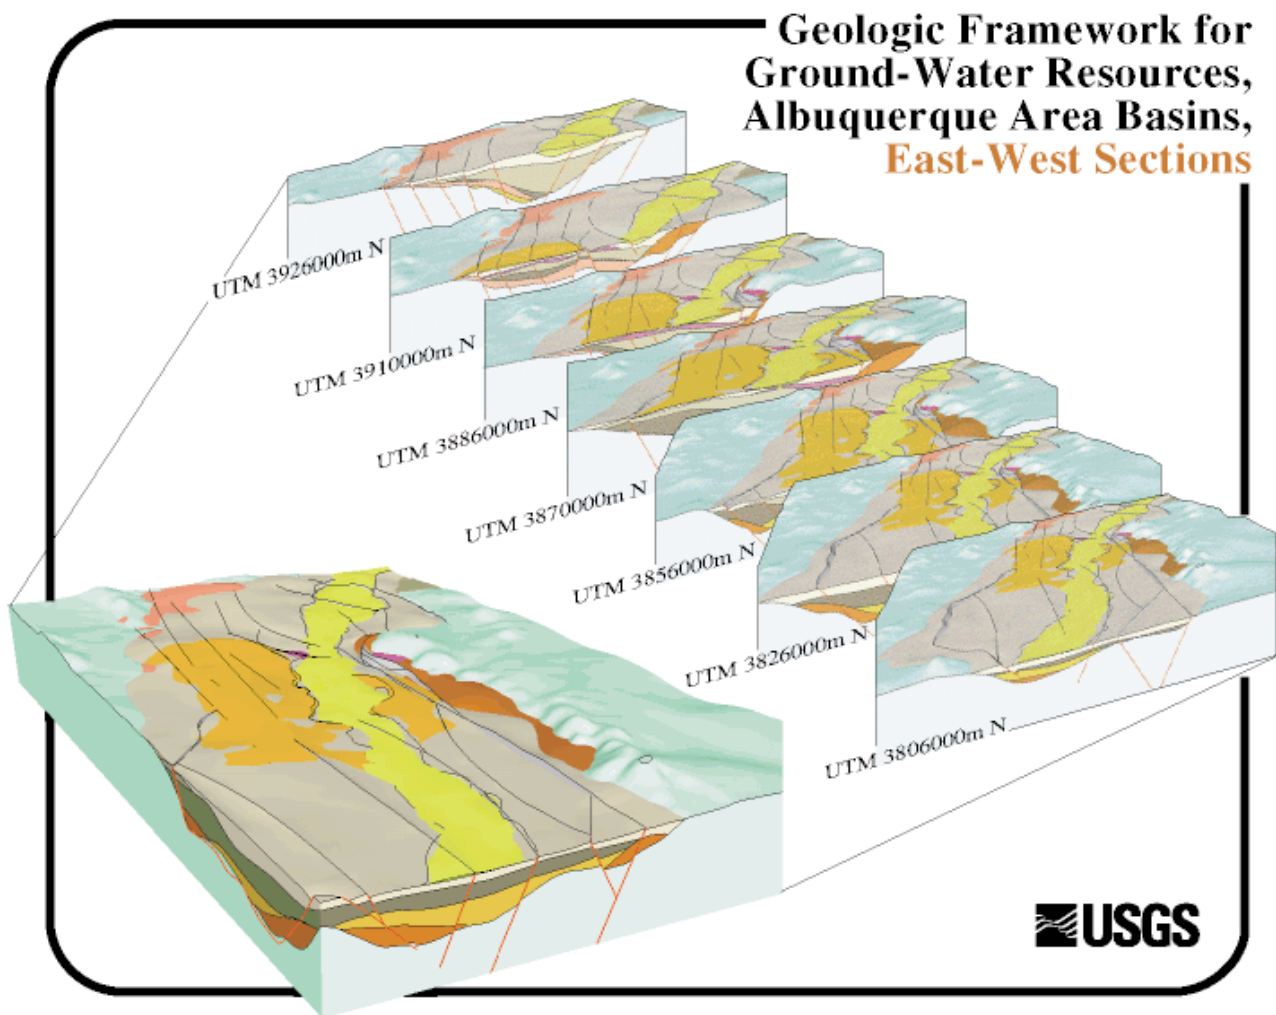 Geologic Framework for
Ground-Water Resources,
Albuquerque Area Basins,
East-West Sections
UTM 3926000m N
UTM 3910000m N
UTM 3886000m N
UTM 3870000m N
UTM 3856000m N
UTM 3826000m N
UTM 3806000m N
USGS